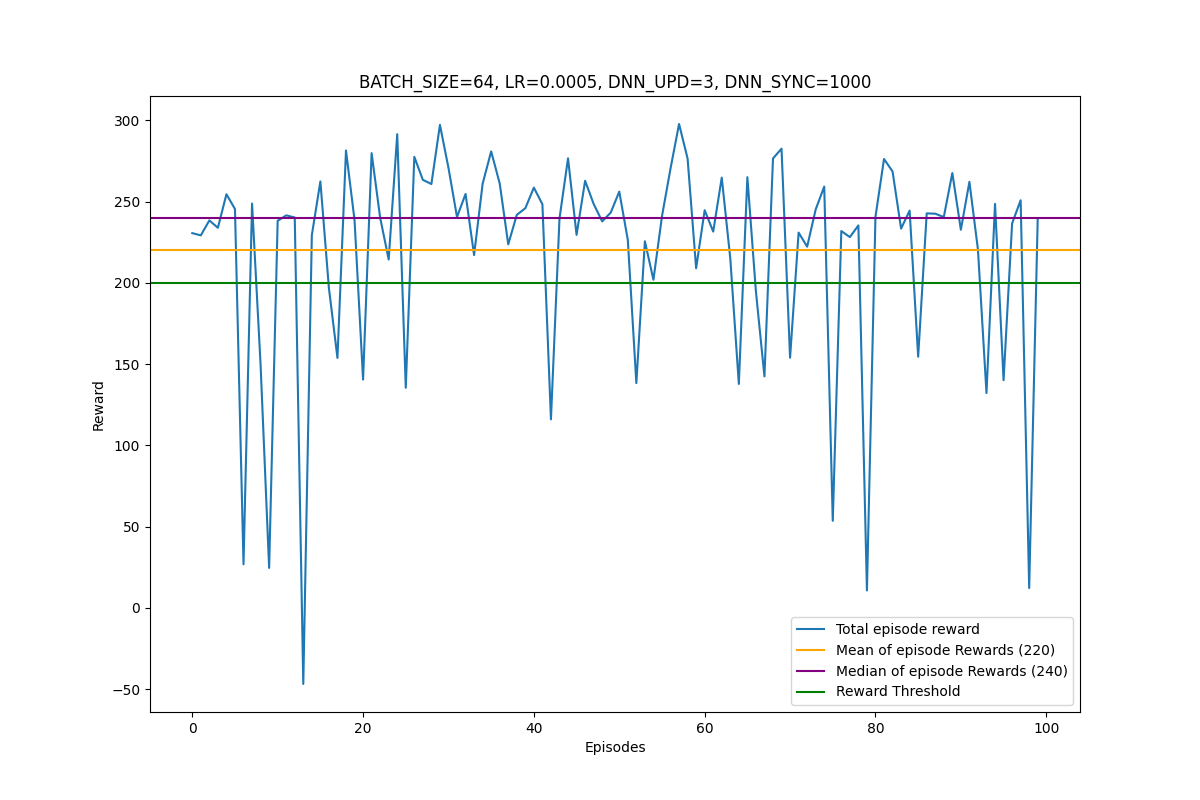 BATCH_SIZE=64, LR=0.0005, DNN_UPD=3, DNN_SYNC=1000
300
250
200
150
100
50
0
−50
Reward
Total episode reward
Mean of episode Rewards (220)
Median of episode Rewards (240)
Reward Threshold
0 20 40 60 80 100
Episodes